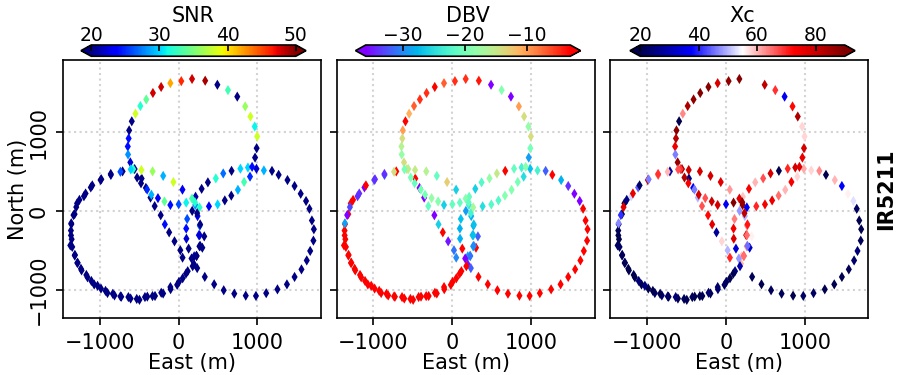 SNR DBV Xc
20 30 40 50 −30 −20 −10 20 40 60 80
North (m)
1000
0
−1000
IR5211
−1000 0 1000 −1000 0 1000 −1000 0 1000
East (m) East (m) East (m)